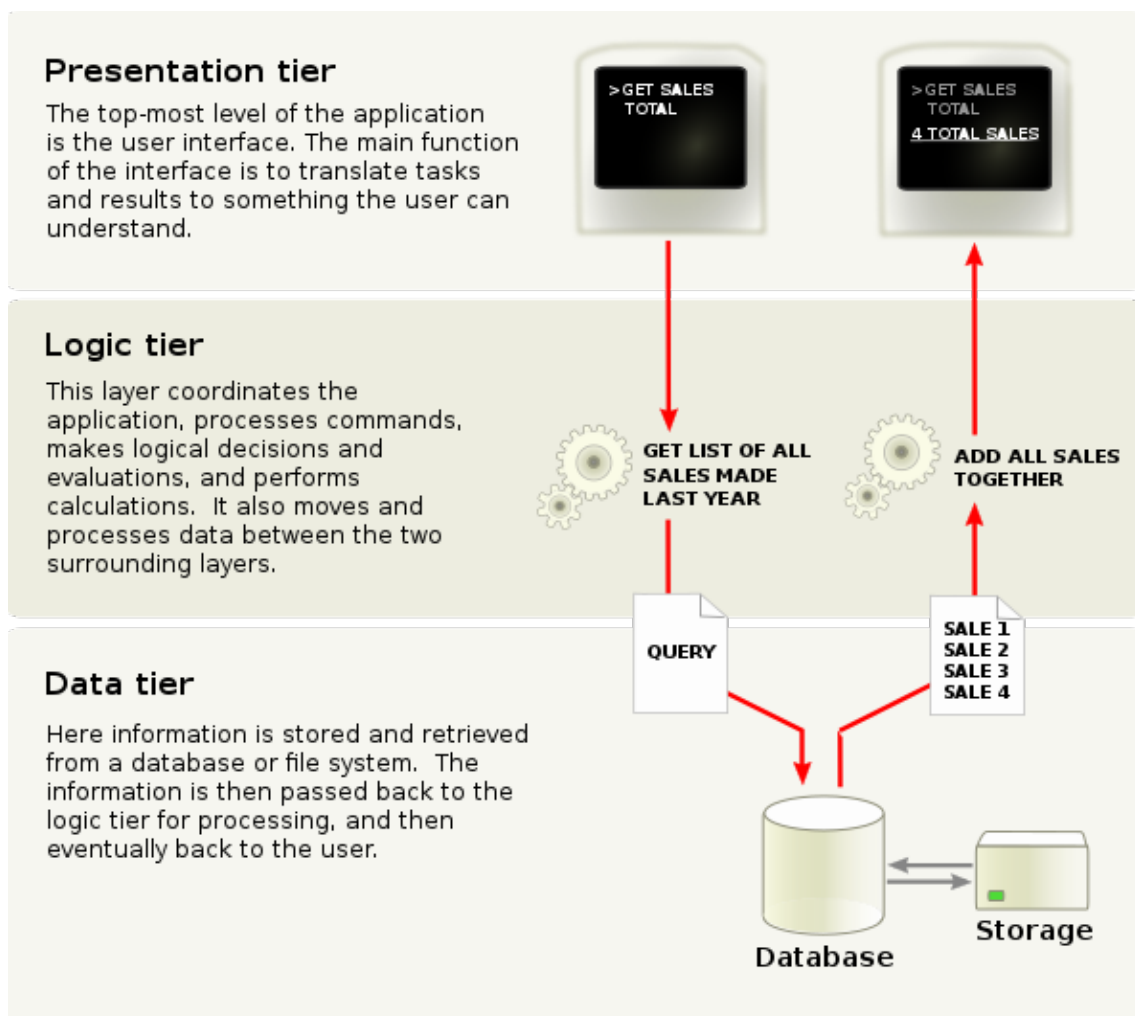 Presentation tier
The top-most level of the application
is the user interface. The main function
of the interface is to translate tasks
and results to something the user can
understand.
>GET SALES
TOTAL
>GET SALES
TOTAL
4 TOTAL SALES
Logic tier
This layer coordinates the
application, processes commands,
makes logical decisions and
evaluations, and performs
calculations.  It also moves and
processes data between the two
surrounding layers.
GET LIST OF ALL
SALES MADE
LAST YEAR
ADD ALL SALES
TOGETHER
QUERY
SALE 1
SALE 2
SALE 3
SALE 4
Data tier
Here information is stored and retrieved
from a database or file system.  The
information is then passed back to the
logic tier for processing, and then
eventually back to the user.
Database
Storage